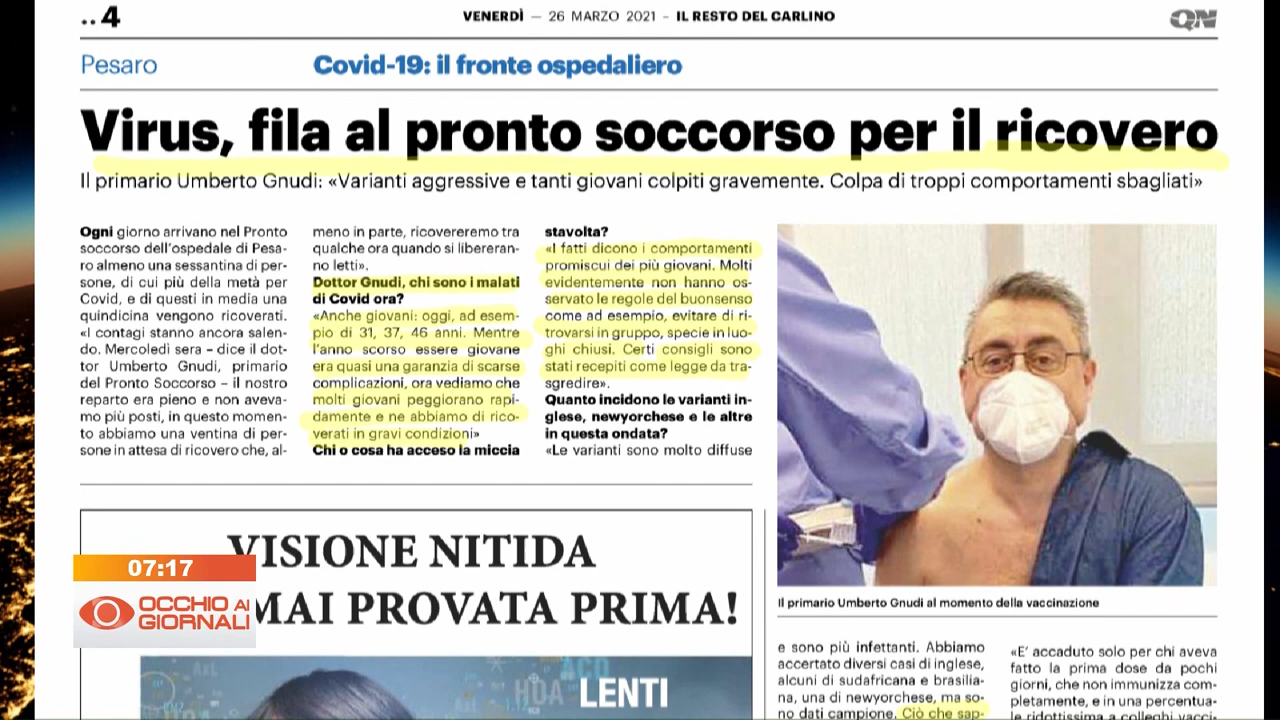 ..4
VENERDÌ — 26 MARZO 2021 – IL RESTO DEL CARLINO
QN
Pesaro
Covid-19: il fronte ospedaliero
Virus, fila al pronto soccorso per il ricovero
Il primario Umberto Gnudi: «Varianti aggressive e tanti giovani colpiti gravemente. Colpa di troppi comportamenti sbagliati»
Ogni giorno arrivano nel Pronto
soccorso dell'ospedale di Pesa-
ro almeno una sessantina di per-
sone, di cui più della metà per
Covid, e di questi in media una
quindicina vengono ricoverati.
«I contagi stanno ancora salen-
do. Mercoledì sera – dice il dot-
tor Umberto Gnudi, primario
del Pronto Soccorso – il nostro
reparto era pieno e non aveva-
mo più posti, in questo momen-
to abbiamo una ventina di per-
sone in attesa di ricovero che, al-
meno in parte, ricovereremo tra
qualche ora quando si libereran-
no letti».
Dottor Gnudi, chi sono i malati
di Covid ora?
«Anche giovani: oggi, ad esem-
pio di 31, 37, 46 anni. Mentre
l'anno scorso essere giovane
era quasi una garanzia di scarse
complicazioni, ora vediamo che
molti giovani peggiorano rapi-
damente e ne abbiamo di rico-
verati in gravi condizioni»
Chi o cosa ha acceso la miccia
stavolta?
«I fatti dicono i comportamenti
promiscui dei più giovani. Molti
evidentemente non hanno os-
servato le regole del buonsenso
come ad esempio, evitare di ri-
trovarsi in gruppo, specie in luo-
ghi chiusi. Certi consigli sono
stati recepiti come legge da tra-
sgredire».
Quanto incidono le varianti in-
glese, newyorchese e le altre
in questa ondata?
«Le varianti sono molto diffuse
Il primario Umberto Gnudi al momento della vaccinazione
e sono più infettanti. Abbiamo
accertato diversi casi di inglese,
alcuni di sudafricana e brasilia-
na, una di newyorchese, ma so-
no dati campione. Ciò che sap-
«E' accaduto solo per chi aveva
fatto la prima dose da pochi
giorni, che non immunizza com-
pletamente, e in una percentua-
le ridottissima a colleghi vacci-
VISIONE NITIDA
MAI PROVATA PRIMA!
AxL
ACD
HDA
LENTI
07:17
OCCHIO AI
GIORNALI